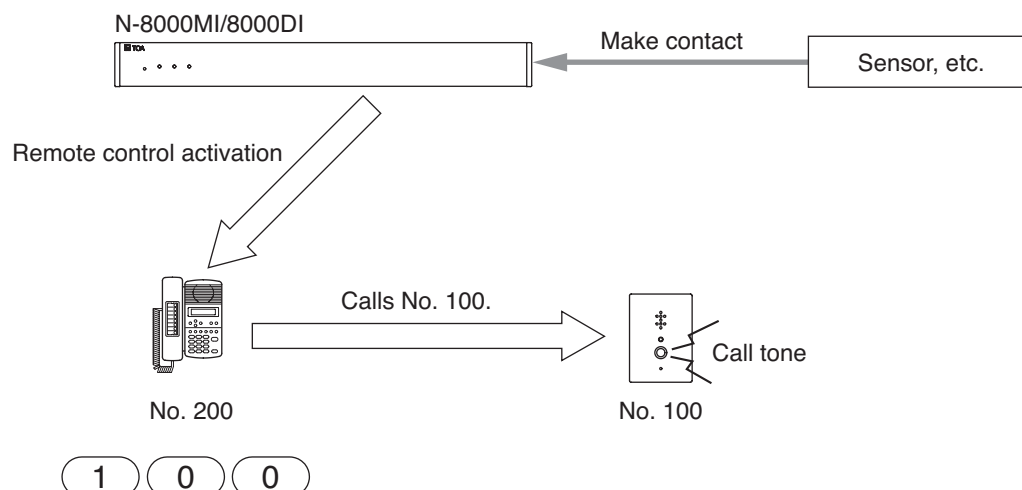 N-8000MI/8000DI
TOA
Make contact
Sensor, etc.
Remote control activation
Calls No. 100.
Call tone
No. 200
No. 100
1 0 0